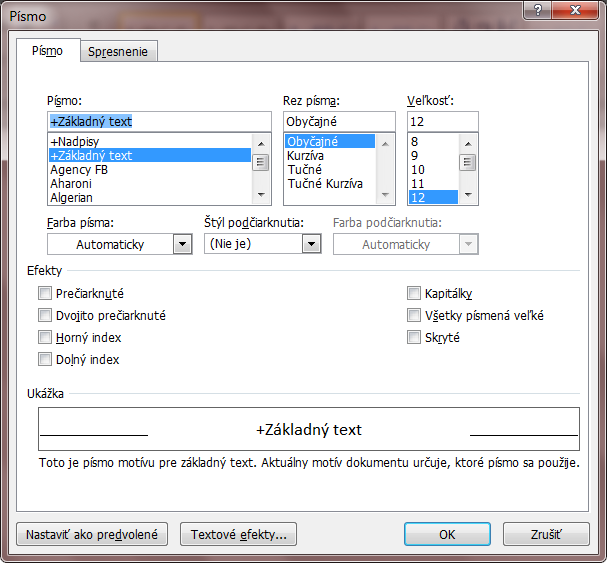 Písmo
Písmo Spresnenie
Písmo: Rez písma: Veľkosť:
+Základný text Obyčajné 12
+Nadpisy Obyčajné 8
+Základný text Kurzíva 9
Agency FB Tučné 10
Aharoni Tučné Kurzíva 11
Algerian 12
Farba písma: Štýl podčiarknutia: Farba podčiarknutia:
Automaticky (Nie je) Automaticky
Efekty
Prečiarknuté Kapitálky
Dvojito prečiarknuté Všetky písmená veľké
Horný index Skryté
Dolný index
Ukážka
+Základný text
Toto je písmo motívu pre základný text. Aktuálny motív dokumentu určuje, ktoré písmo sa použije.
Nastaviť ako predvolené Textové efekty... OK Zrušiť